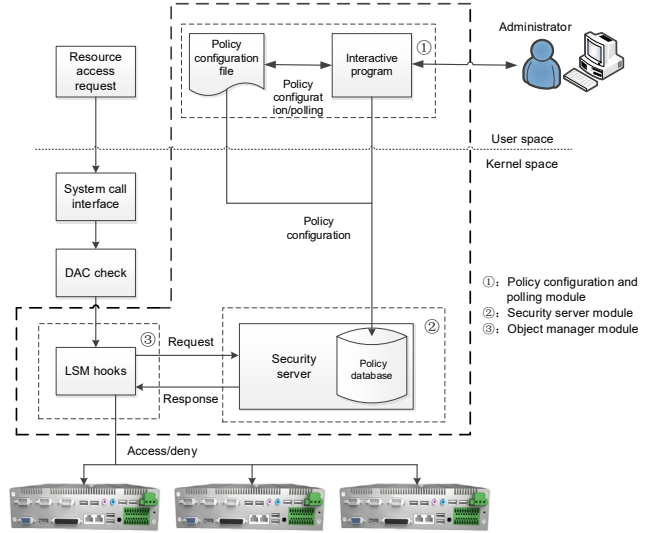 Administrator
Resource
access
request
Policy
configuration
file
Interactive
program
①
Policy
configurat
ion/polling
User space
Kernel space
System call
interface
Policy
configuration
DAC check
①: Policy configuration and
polling module
②: Security server module
③: Object manager module
③
②
Request
LSM hooks
Security
server
Policy
database
Response
Access/deny